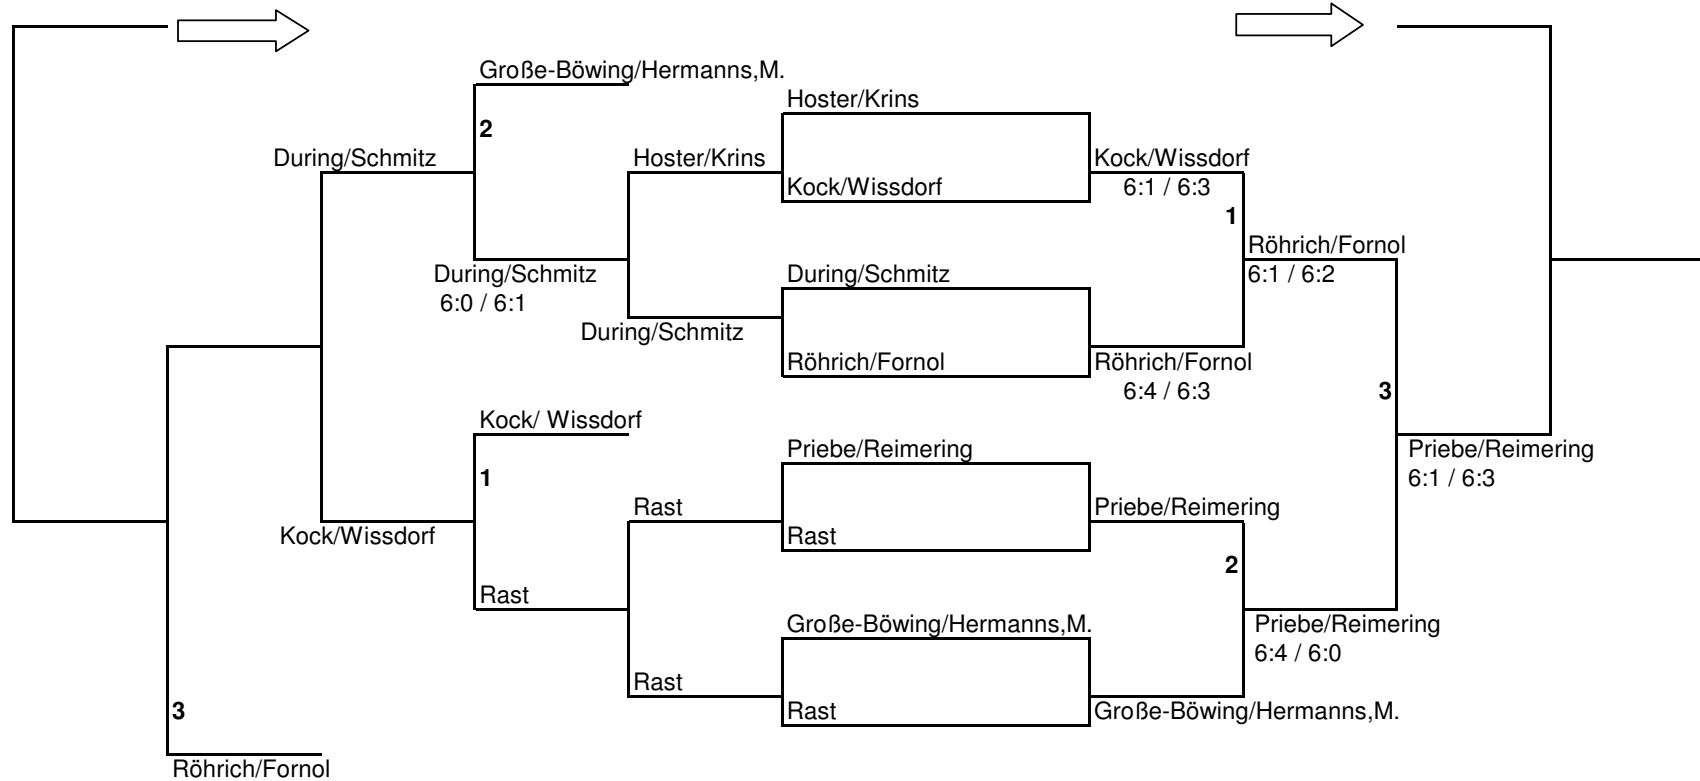 Große-Böwing/Hermanns,M.
Hoster/Krins
2
During/Schmitz
Hoster/Krins
Kock/Wissdorf
Kock/Wissdorf
6:1 / 6:3
1
Röhrich/Fornol
During/Schmitz
6:0 / 6:1
During/Schmitz
6:1 / 6:2
During/Schmitz
Röhrich/Fornol
Röhrich/Fornol
6:4 / 6:3
3
Kock/ Wissdorf
Priebe/Reimering
Priebe/Reimering
6:1 / 6:3
1
Rast
Priebe/Reimering
Kock/Wissdorf
Rast
2
Rast
Große-Böwing/Hermanns,M.
Priebe/Reimering
6:4 / 6:0
Rast
3
Rast
Große-Böwing/Hermanns,M.
Röhrich/Fornol